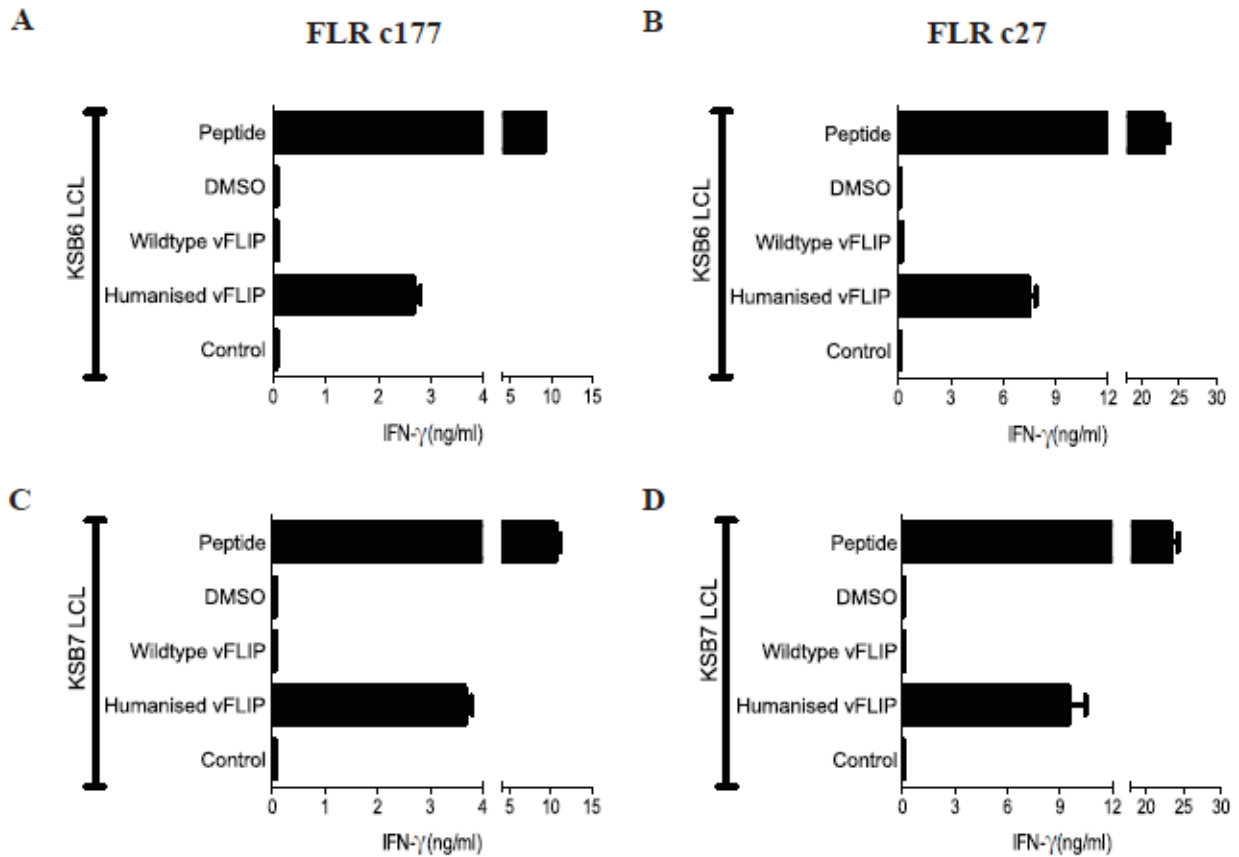 A
FLR c177
B
FLR c27
KSB6 LCL
Peptide
DMSO
Wildtype vFLIP
Humanised vFLIP
Control
0 1 2 3 4 5 10 15
IFN-γ(ng/ml)
KSB6 LCL
Peptide
DMSO
Wildtype vFLIP
Humanised vFLIP
Control
0 3 6 9 12 20 25 30
IFN-γ(ng/ml)
C
KSB7 LCL
Peptide
DMSO
Wildtype vFLIP
Humanised vFLIP
Control
0 1 2 3 4 5 10 15
IFN-γ(ng/ml)
D
KSB7 LCL
Peptide
DMSO
Wildtype vFLIP
Humanised vFLIP
Control
0 3 6 9 12 20 25 30
IFN-γ(ng/ml)